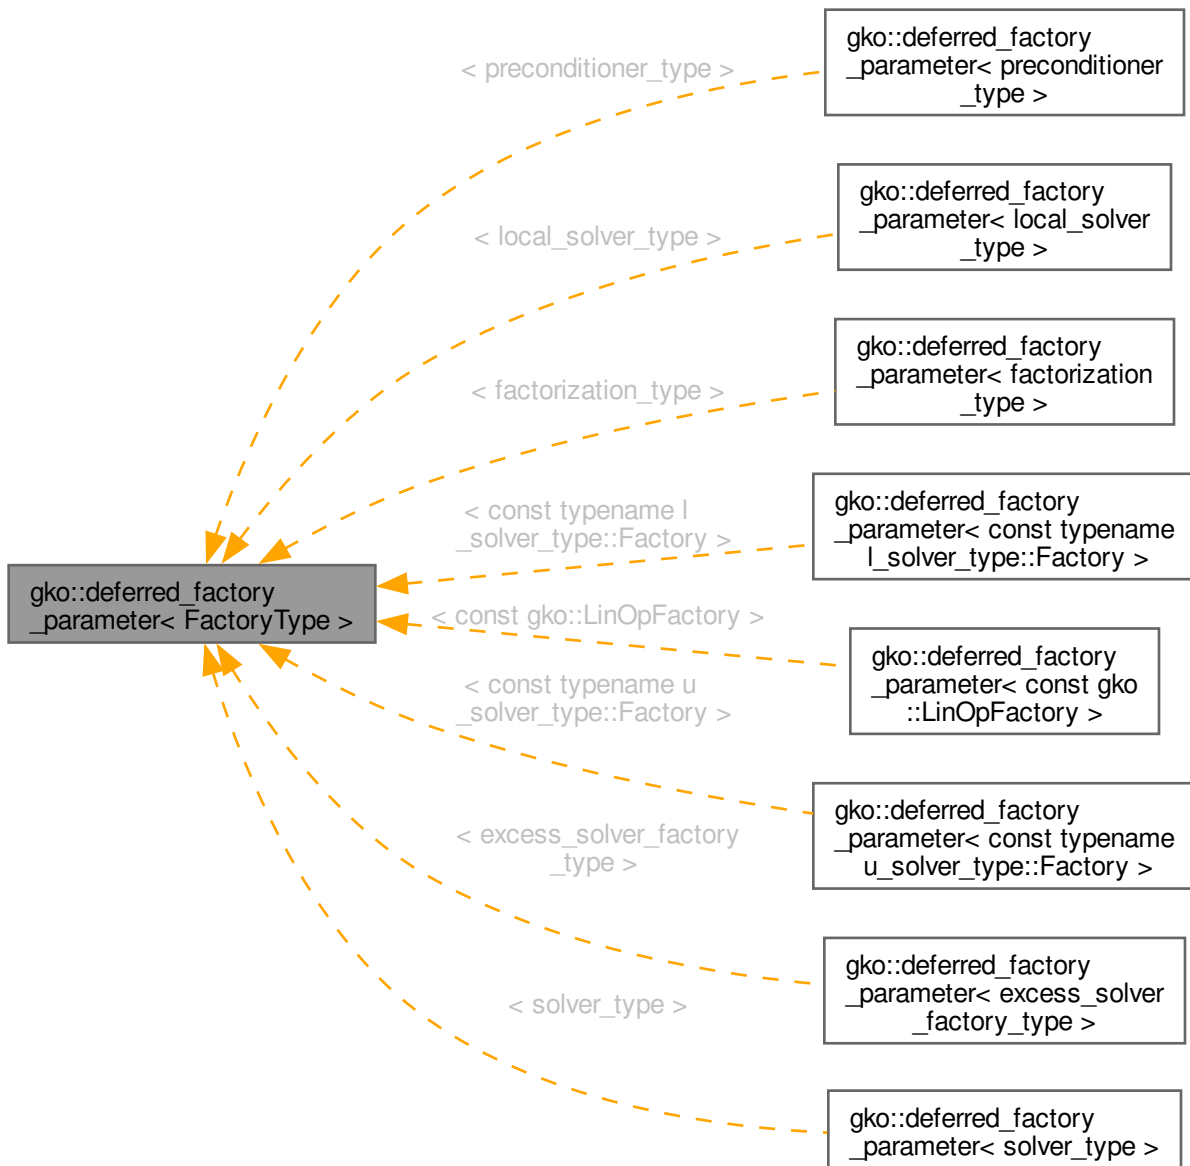 gko::deferred_factory
_parameter< preconditioner
_type >
< preconditioner_type >
gko::deferred_factory
_parameter< local_solver
_type >
< local_solver_type >
gko::deferred_factory
_parameter< factorization
_type >
< factorization_type >
gko::deferred_factory
_parameter< const typename
l_solver_type::Factory >
< const typename l
_solver_type::Factory >
gko::deferred_factory
_parameter< FactoryType >
< const gko::LinOpFactory >
gko::deferred_factory
_parameter< const gko
::LinOpFactory >
< const typename u
_solver_type::Factory >
gko::deferred_factory
_parameter< const typename
u_solver_type::Factory >
< excess_solver_factory
_type >
gko::deferred_factory
_parameter< excess_solver
_factory_type >
< solver_type >
gko::deferred_factory
_parameter< solver_type >